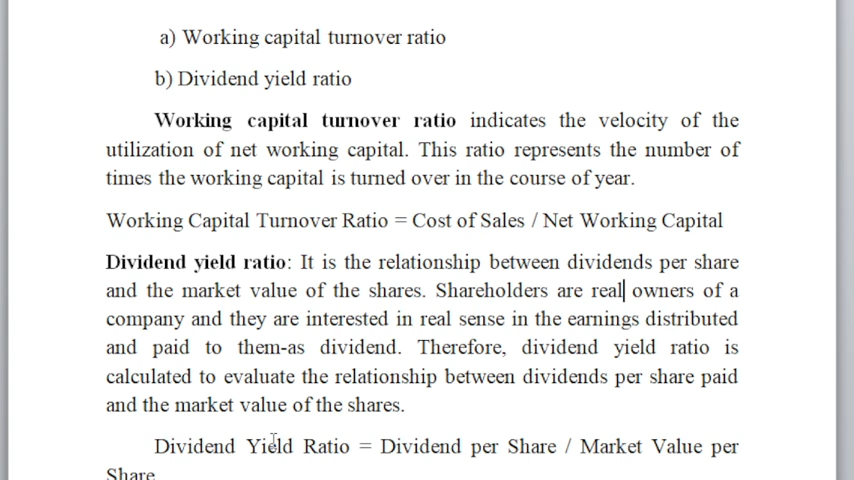 a) Working capital turnover ratio
b) Dividend yield ratio
Working capital turnover ratio indicates the velocity of the
utilization of net working capital. This ratio represents the number of
times the working capital is turned over in the course of year.
Working Capital Turnover Ratio = Cost of Sales / Net Working Capital
Dividend yield ratio: It is the relationship between dividends per share
and the market value of the shares. Shareholders are real owners of a
company and they are interested in real sense in the earnings distributed
and paid to them-as dividend. Therefore, dividend yield ratio is
calculated to evaluate the relationship between dividends per share paid
and the market value of the shares.
Dividend Yield Ratio = Dividend per Share / Market Value per
Share